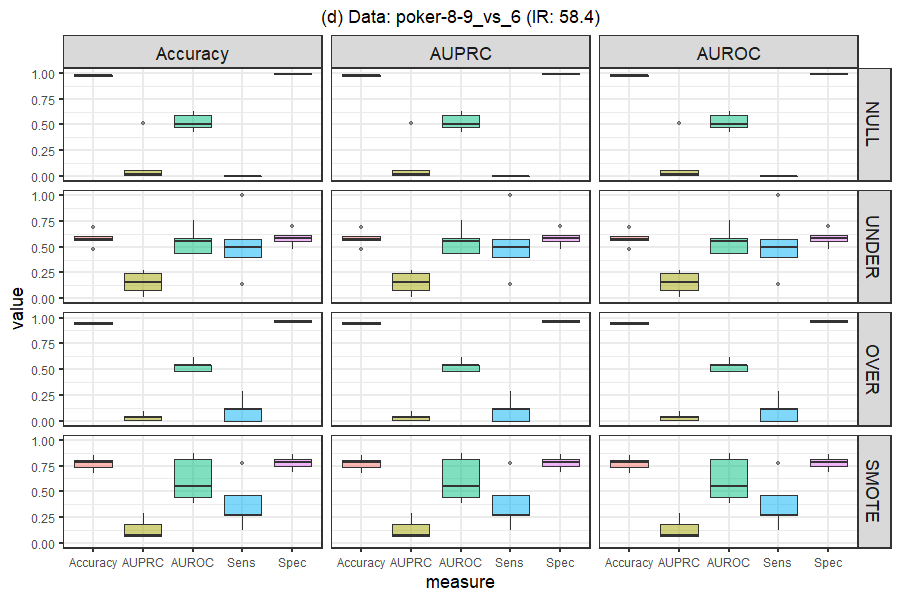 (d) Data: poker-8-9_vs_6 (IR: 58.4)
Accuracy AUPRC AUROC
1.00
0.75
0.50
0.25
0.00
NULL
1.00
0.75
0.50
0.25
0.00
UNDER
1.00
0.75
0.50
0.25
0.00
OVER
1.00
0.75
0.50
0.25
0.00
SMOTE
value
Accuracy AUPRC AUROC Sens Spec Accuracy AUPRC AUROC Sens Spec Accuracy AUPRC AUROC Sens Spec
measure